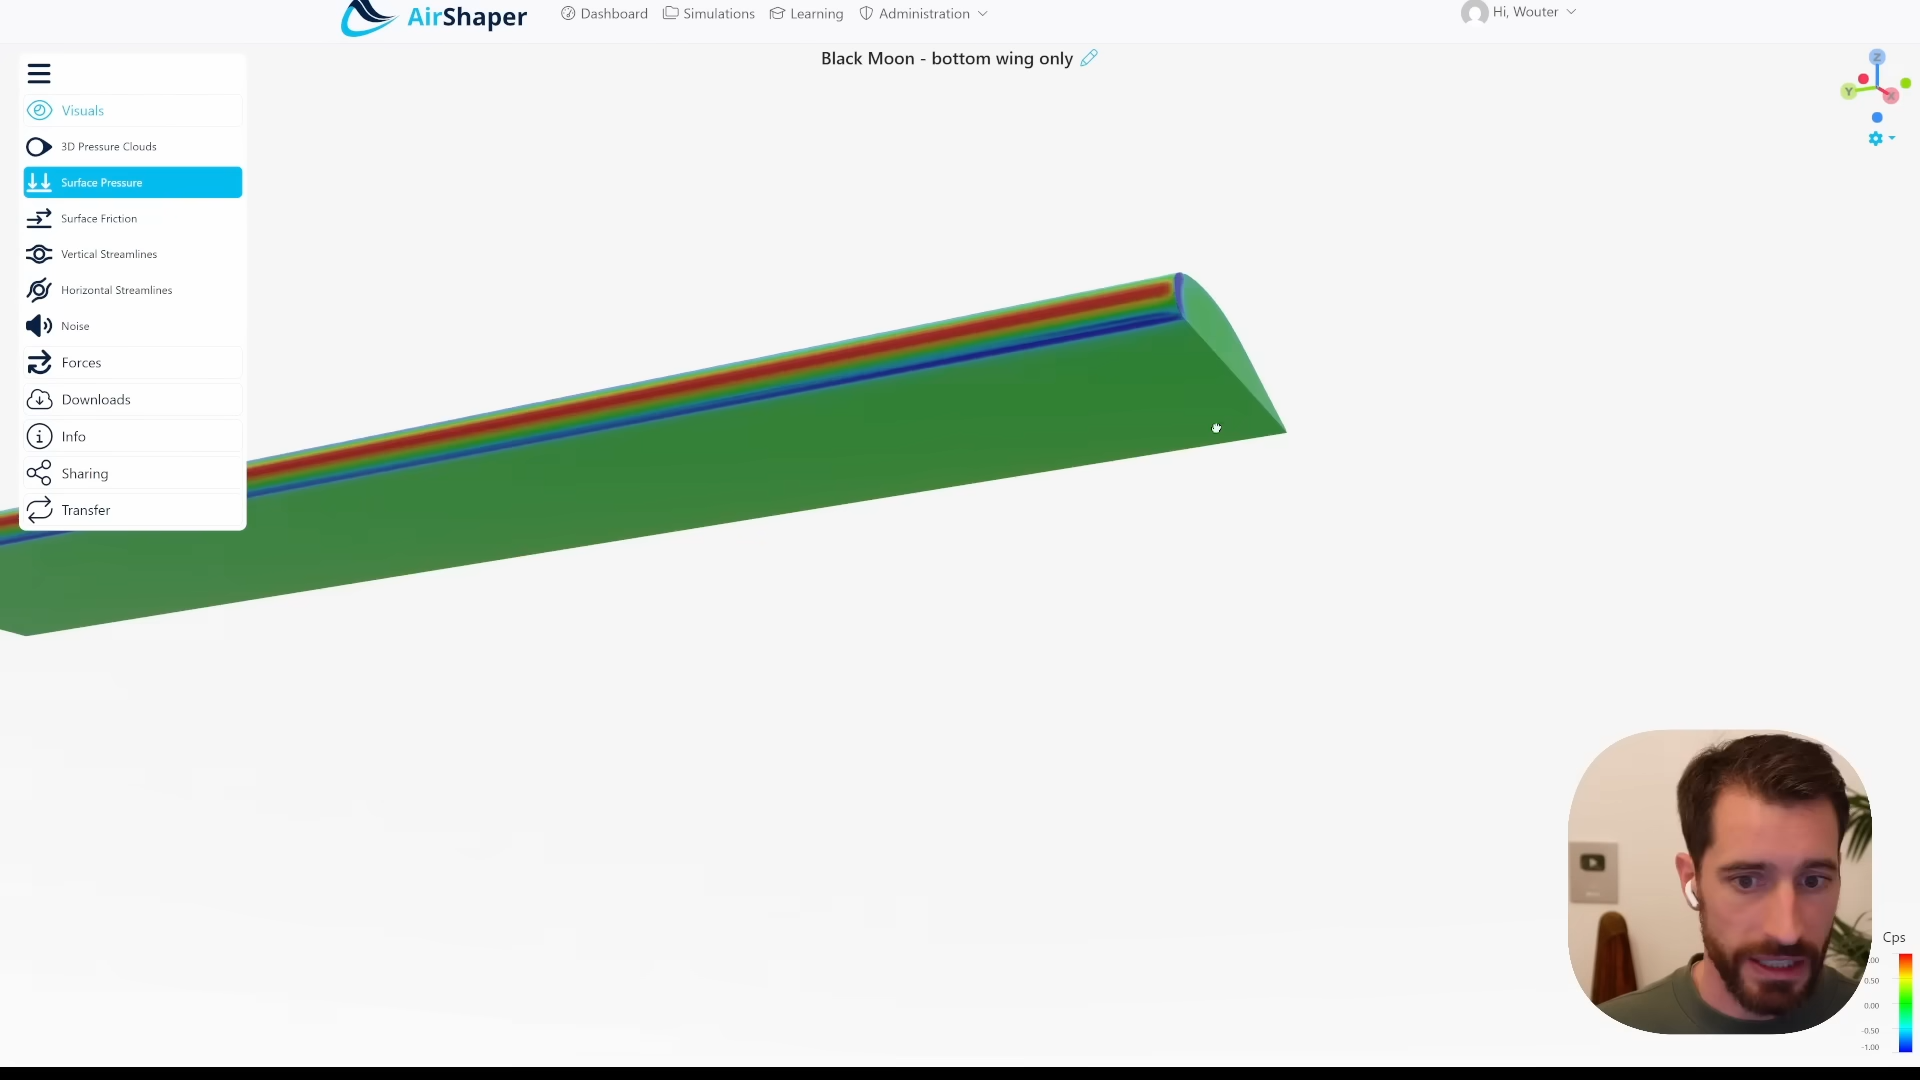 AirShaper
Dashboard
Simulations
Learning
Administration
Hi, Wouter
Black Moon - bottom wing only
Visuals
3D Pressure Clouds
Surface Pressure
Surface Friction
Vertical Streamlines
Horizontal Streamlines
Noise
Forces
Downloads
Info
Sharing
Transfer
Z
Y
X
Cps
.00
0.50
0.00
-0.50
-1.00